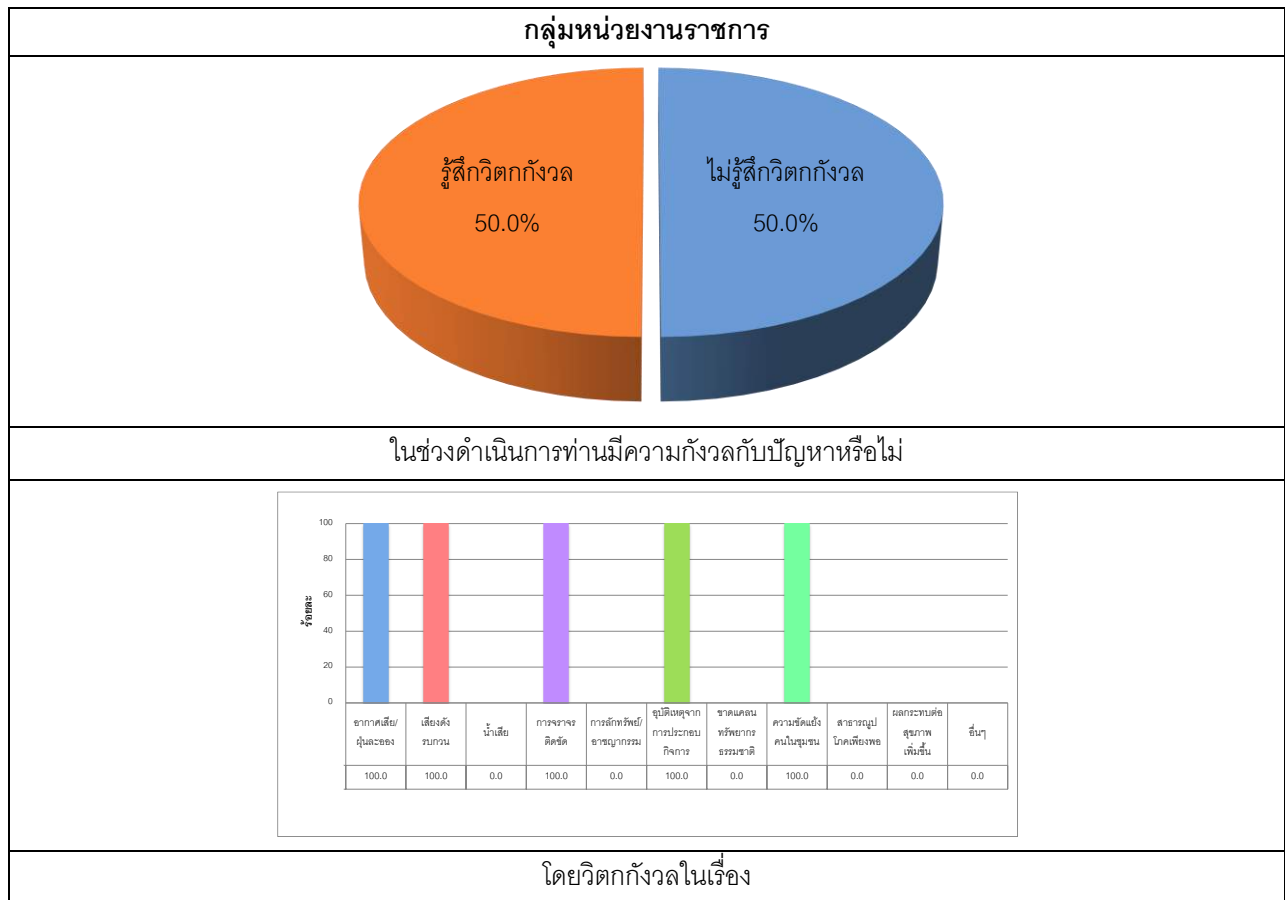 กลุ่มหน่วยงานราชการ
รู้สึกวิตกกังวล
50.0%
ไม่รู้สึกวิตกกังวล
50.0%
ในช่วงดำเนินการท่านมีความกังวลกับปัญหาหรือไม่
ร้อยละ
100
80
60
40
20
0
อากาศเสีย/
ฝุ่นละออง
เสียงดัง
รบกวน
น้ำเสีย
การจราจร
ติดขัด
การลักทรัพย์/
อาชญากรรม
อุบัติเหตุจาก
การประกอบ
กิจการ
ขาดแคลน
ทรัพยากร
ธรรมชาติ
ความขัดแย้ง
คนในชุมชน
สาธารณูป
โภคเพียงพอ
ผลกระทบต่อ
สุขภาพ
เพิ่มขึ้น
อื่นๆ
100.0 100.0 0.0 100.0 0.0 100.0 0.0 100.0 0.0 0.0 0.0
โดยวิตกกังวลในเรื่อง